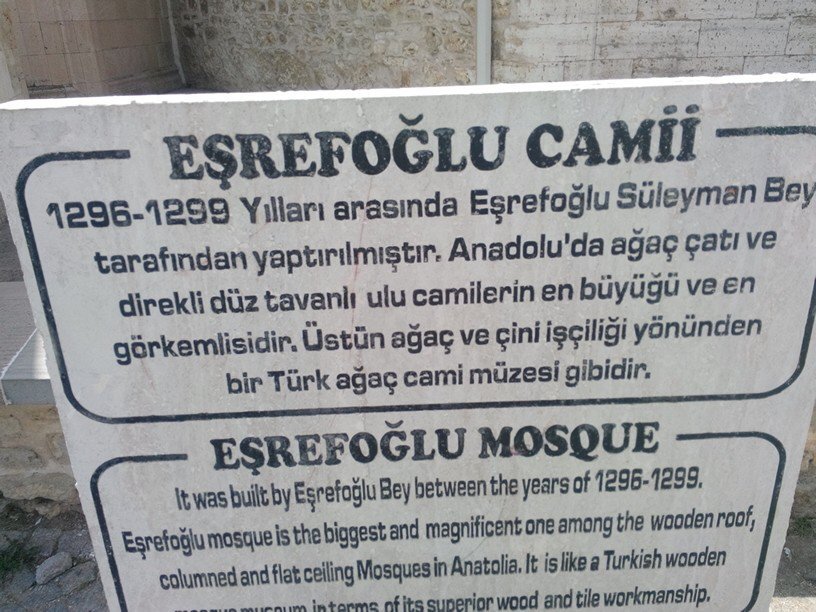 EŞREFOĞLU CAMİİ
1296-1299 Yılları arasında Eşrefoğlu Süleyman Bey
tarafından yaptırılmıştır. Anadolu'da ağaç çatı ve
direkli düz tavanlı ulu camilerin en büyüğü ve en
görkemlisidir. Üstün ağaç ve çini işçiliği yönünden
bir Türk ağaç cami müzesi gibidir.
EŞREFOĞLU MOSQUE
It was built by Eşrefoğlu Bey between the years of 1296-1299.
Eşrefoğlu mosque is the biggest and magnificent one among the wooden roof,
columned and flat ceiling Mosques in Anatolia. It is like a Turkish wooden
mosque museum in terms of its superior wood and tile workmanship.